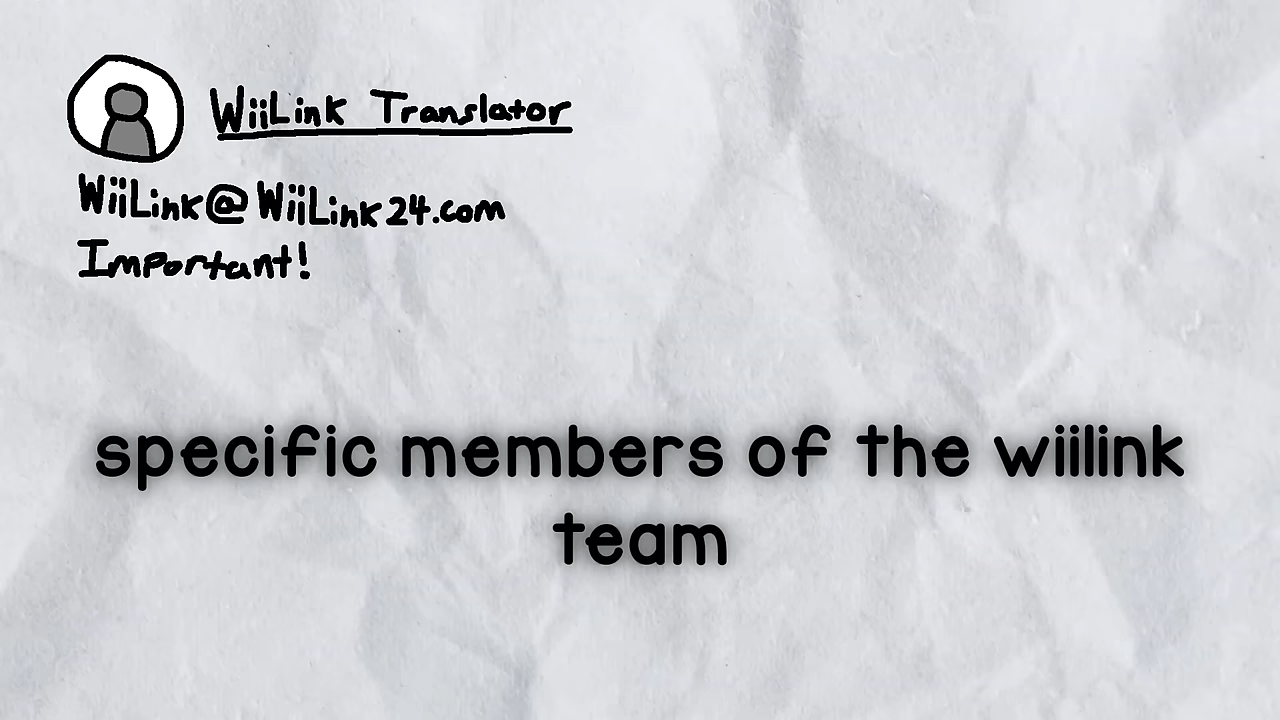 WiiLink Translator
WiiLink@WiiLink24.com
Important!
specific members of the wiilink
team